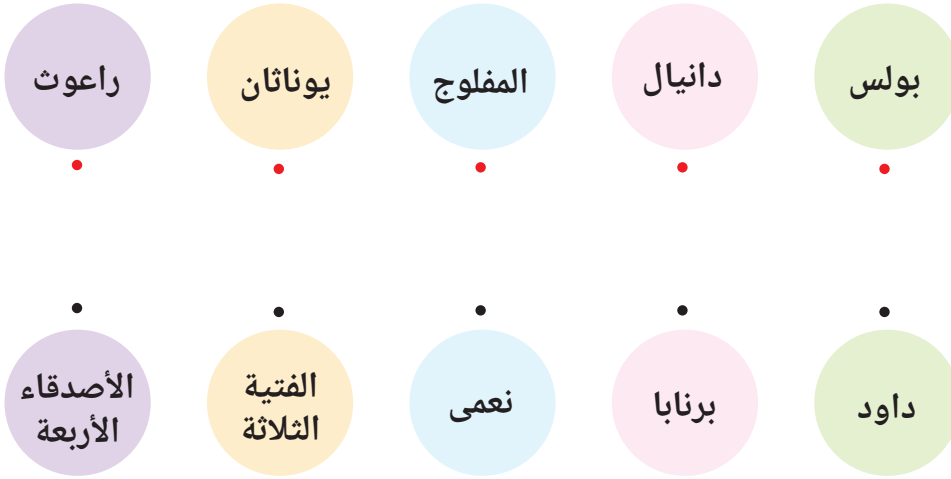 بولس
دانيال
المفلوج
يوناثان
راعوث
داود
برنابا
نعمى
الفتية
الثلاثة
الأصدقاء
الأربعة